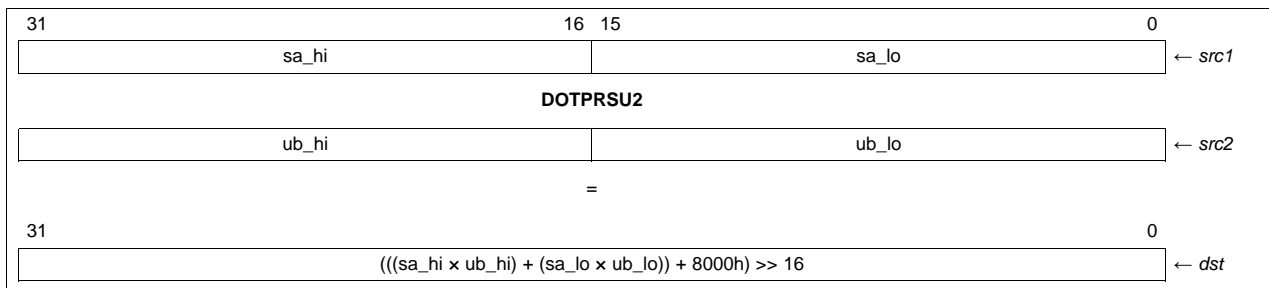 31 16 15 0
sa_hi sa_lo ← src1
DOTPRSU2
ub_hi ub_lo ← src2
=
31 0
(((sa_hi × ub_hi) + (sa_lo × ub_lo)) + 8000h) >> 16 ← dst